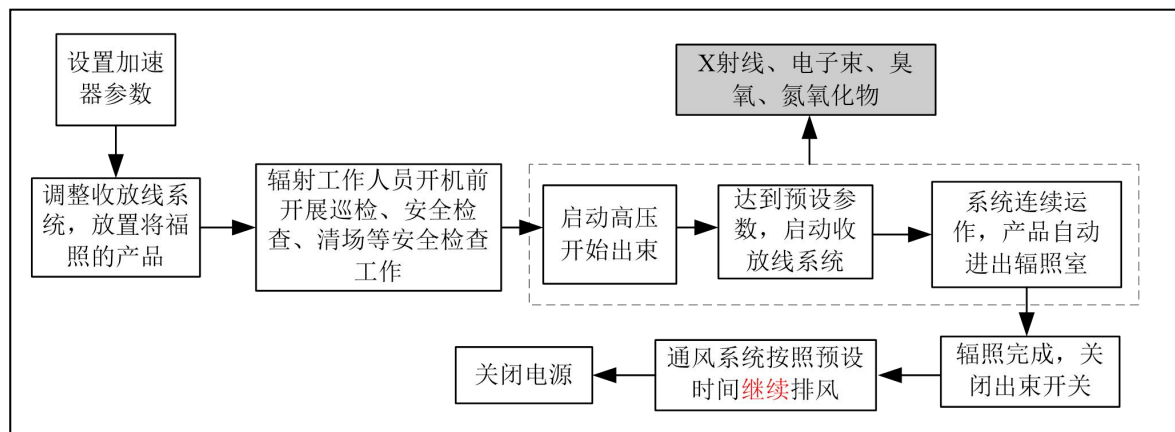 设置加速
器参数
调整收放线系
统，放置将福
照的产品
辐射工作人员开机前
开展巡检、安全检
查、清场等安全检查
工作
X射线、电子束、臭
氧、氮氧化物
启动高压
开始出束
达到预设参
数，启动收
放线系统
系统连续运
作，产品自动
进出辐照室
辐照完成，关
闭出束开关
通风系统按照预设
时间继续排风
关闭电源